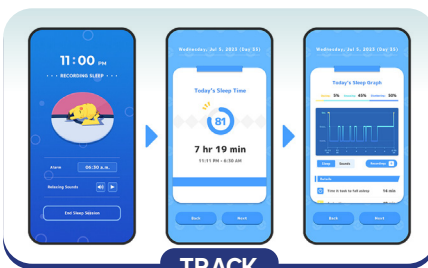 11:00 PM
RECORDING SLEEP
Alarm 06:30 a.m.
Relaxing Sounds
End Sleep Session
Wednesday, Jul 5, 2023 (Day 55)
Today's Sleep Time
81
7 hr 19 min
11:11 PM - 6:30 AM
Back Next
Wednesday, Jul 5, 2023 (Day 55)
Today's Sleep Graph
5% 45% 50%
Sleep Sounds
Time it took to fall asleep 14 min
Back Next
TRACK